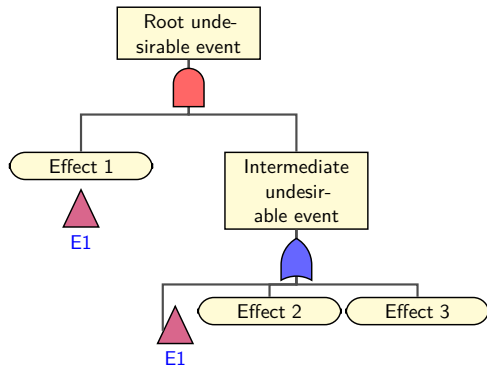 Root unde-
sirable event
Effect 1
E1
Intermediate
undesir-
able event
E1
Effect 2
Effect 3